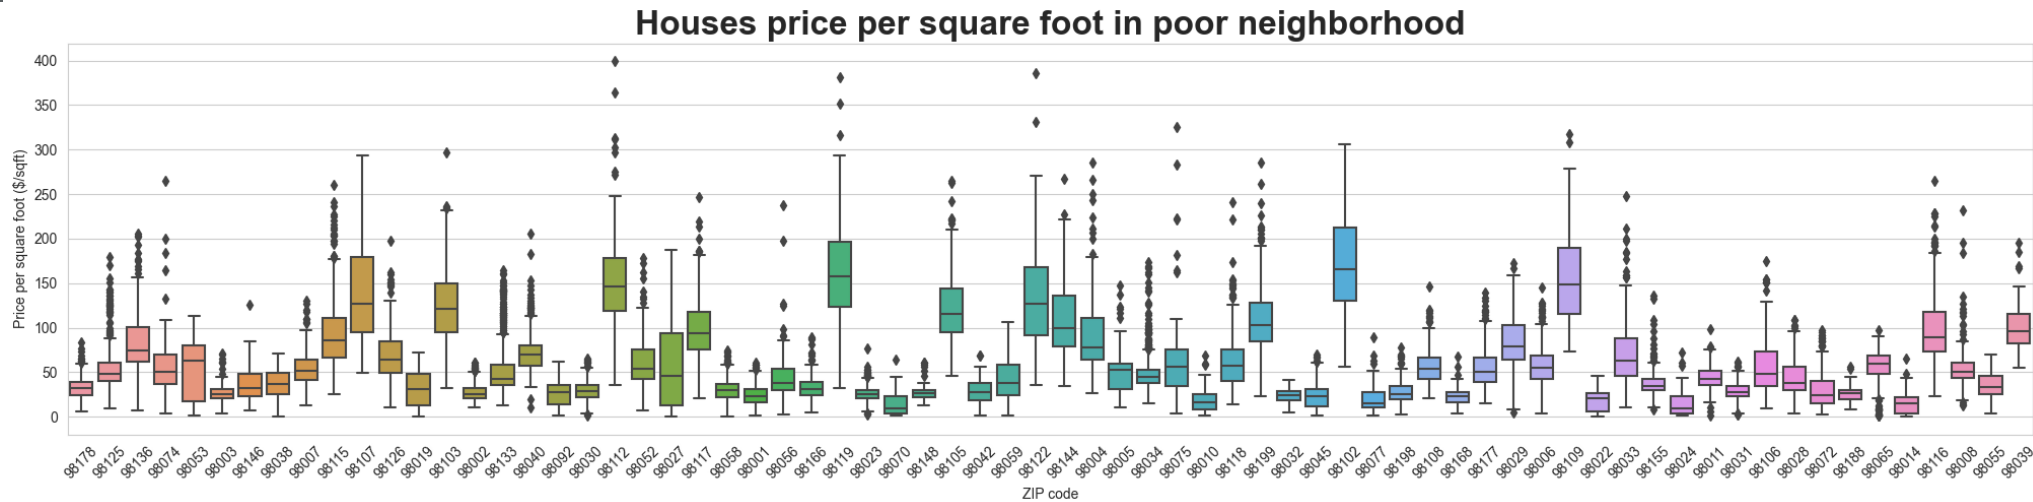 Houses price per square foot in poor neighborhood
Price per square foot ($/sqft)
400
350
300
250
200
150
100
50
0
98178 98125 98136 98074 98053 98003 98146 98038 98007 98115 98107 98126 98019 98103 98002 98133 98040 98092 98030 98112 98052 98027 98117 98058 98001 98056 98166 98119 98023 98070 98148 98105 98042 98059 98122 98144 98004 98005 98034 98075 98010 98118 98199 98032 98045 98102 98077 98198 98108 98168 98177 98029 98006 98109 98022 98033 98155 98024 98011 98031 98106 98028 98072 98188 98065 98014 98116 98008 98055 98039
ZIP code